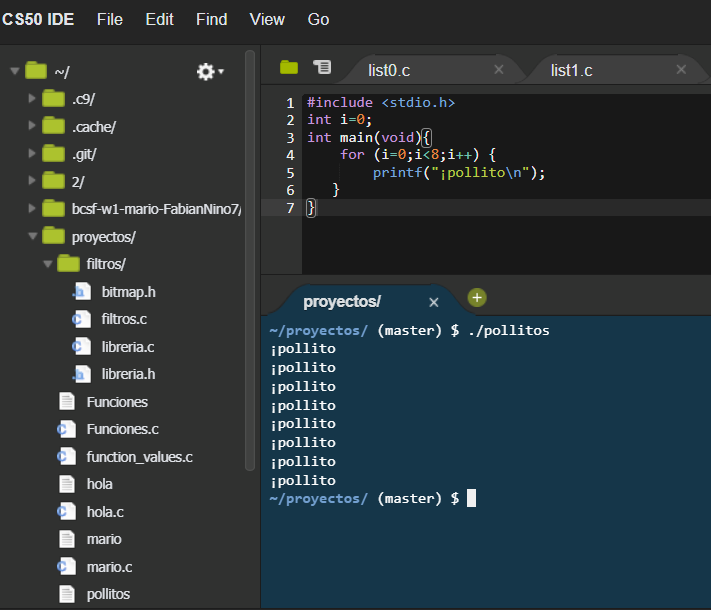 CS50 IDE File Edit Find View Go
~/
.c9/
.cache/
.git/
2/
bcsf-w1-mario-FabianNino7/
proyectos/
filtros/
bitmap.h
filtros.c
libreria.c
libreria.h
Funciones
Funciones.c
function_values.c
hola
hola.c
mario
mario.c
pollitos
list0.c × list1.c ×
1 #include <stdio.h>
2 int i=0;
3 int main(void){
4     for (i=0;i<8;i++) {
5         printf("¡pollito\n");
6    }
7 }
proyectos/ ×
~/proyectos/ (master) $ ./pollitos
¡pollito
¡pollito
¡pollito
¡pollito
¡pollito
¡pollito
¡pollito
¡pollito
~/proyectos/ (master) $